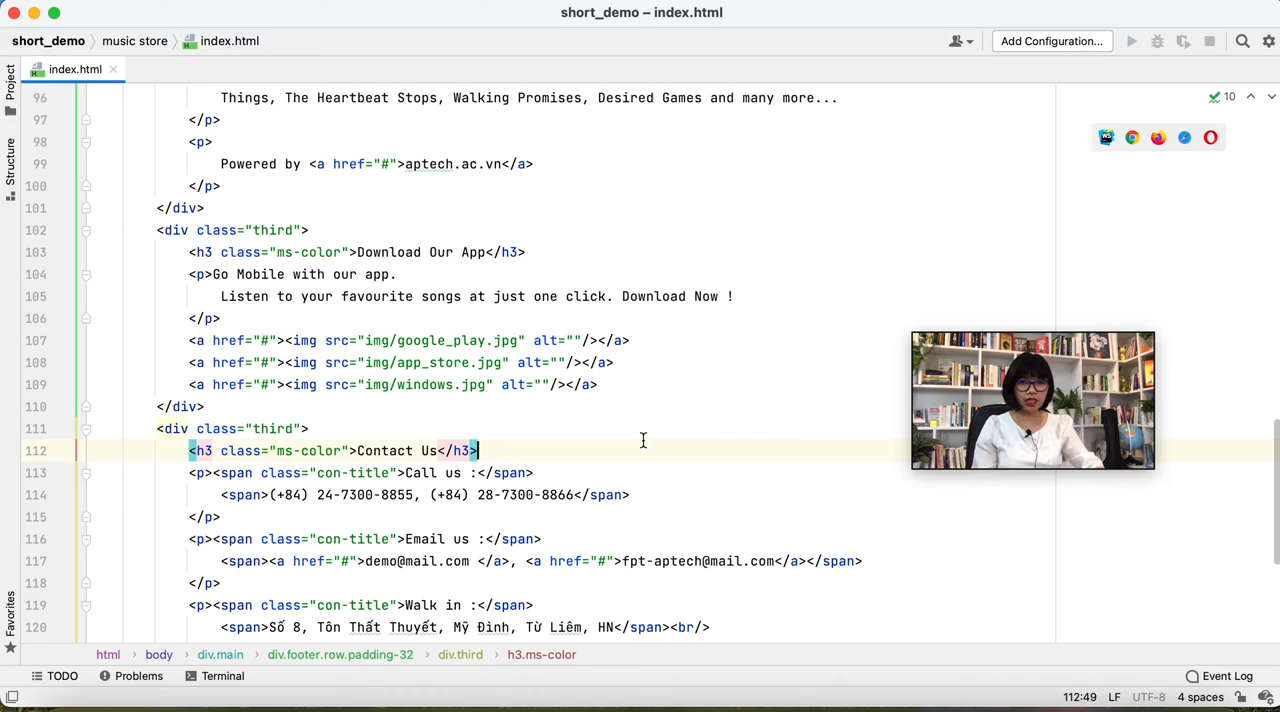 short_demo – index.html
short_demo music store index.html
Add Configuration...
index.html
Project
Structure
Favorites
10
96 Things, The Heartbeat Stops, Walking Promises, Desired Games and many more...
97 </p>
98 <p>
99 Powered by <a href="#">aptech.ac.vn</a>
100 </p>
101 </div>
102 <div class="third">
103 <h3 class="ms-color">Download Our App</h3>
104 <p>Go Mobile with our app.
105 Listen to your favourite songs at just one click. Download Now !
106 </p>
107 <a href="#"><img src="img/google_play.jpg" alt=""/></a>
108 <a href="#"><img src="img/app_store.jpg" alt=""/></a>
109 <a href="#"><img src="img/windows.jpg" alt=""/></a>
110 </div>
111 <div class="third">
112 <h3 class="ms-color">Contact Us</h3>
113 <p><span class="con-title">Call us :</span>
114 <span>(+84) 24-7300-8855, (+84) 28-7300-8866</span>
115 </p>
116 <p><span class="con-title">Email us :</span>
117 <span><a href="#">demo@mail.com </a>, <a href="#">fpt-aptech@mail.com</a></span>
118 </p>
119 <p><span class="con-title">Walk in :</span>
120 <span>Số 8, Tôn Thất Thuyết, Mỹ Đình, Từ Liêm, HN</span><br/>
html body div.main div.footer.row.padding-32 div.third h3.ms-color
TODO Problems Terminal Event Log
112:49 LF UTF-8 4 spaces